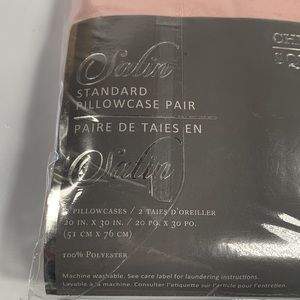 Satin
STANDARD
PILLOWCASE PAIR
PAIRE DE TAIES EN
Satin
PILLOWCASES / 2 TAIES D'OREILLER
20 IN. X 30 IN. / 20 PO. X 30 PO.
(51 CM X 76 CM)
100% POLYESTER
Machine washable. See care label for laundering instructions.
Lavable à la machine. Consulter l'étiquette sur l'article pour l'entretien.